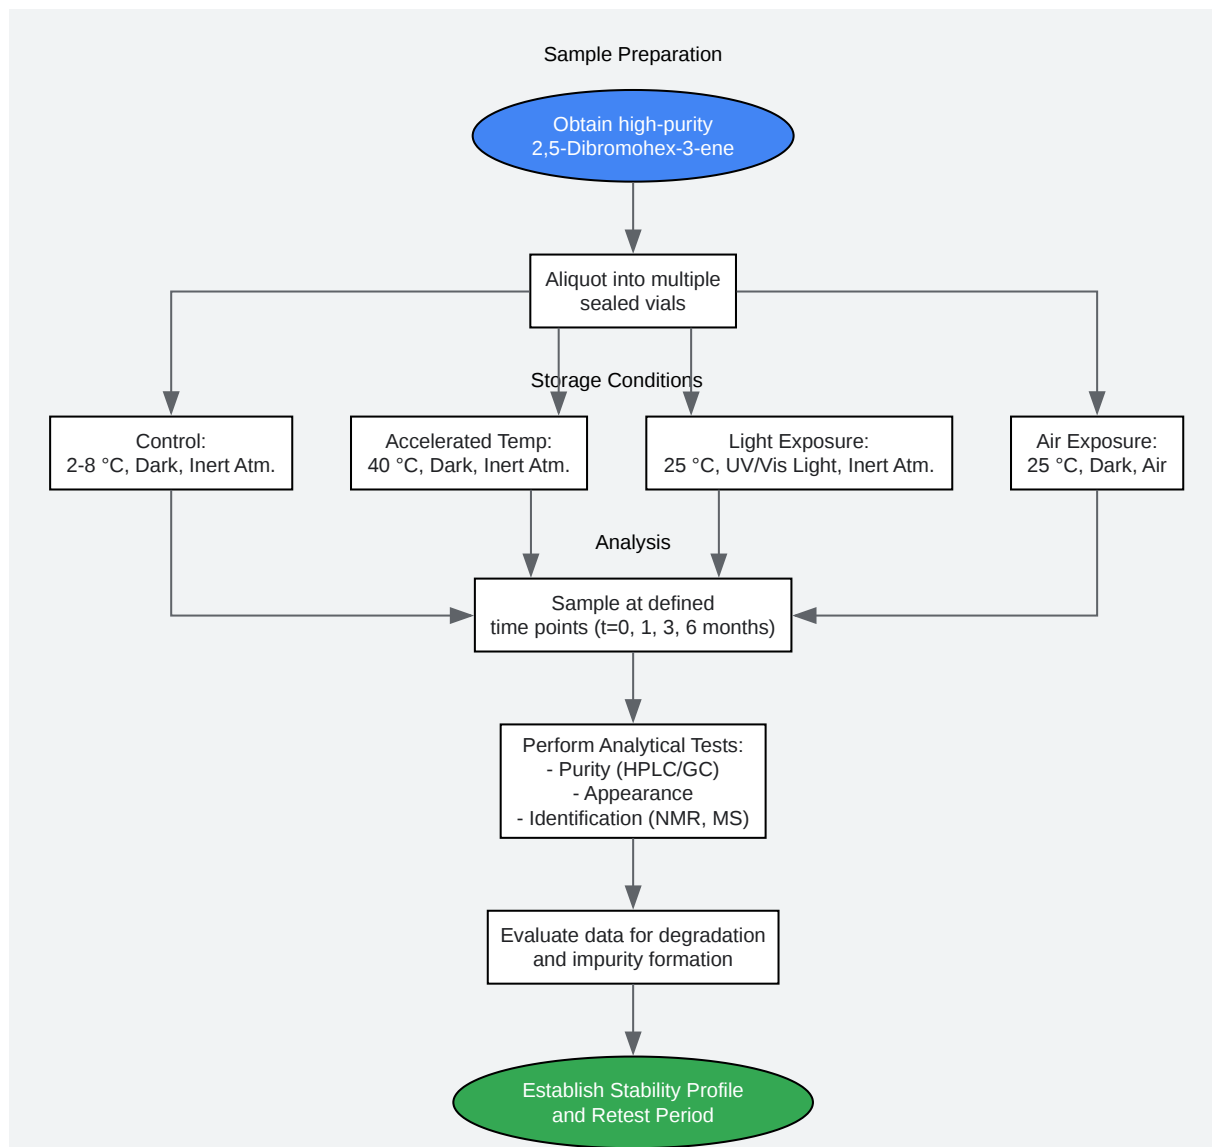 Sample Preparation
Obtain high-purity
2,5-Dibromohex-3-ene
Aliquot into multiple
sealed vials
Storage Conditions
Control:
2-8 °C, Dark, Inert Atm.
Accelerated Temp:
40 °C, Dark, Inert Atm.
Light Exposure:
25 °C, UV/Vis Light, Inert Atm.
Air Exposure:
25 °C, Dark, Air
Analysis
Sample at defined
time points (t=0, 1, 3, 6 months)
Perform Analytical Tests:
- Purity (HPLC/GC)
- Appearance
- Identification (NMR, MS)
Evaluate data for degradation
and impurity formation
Establish Stability Profile
and Retest Period